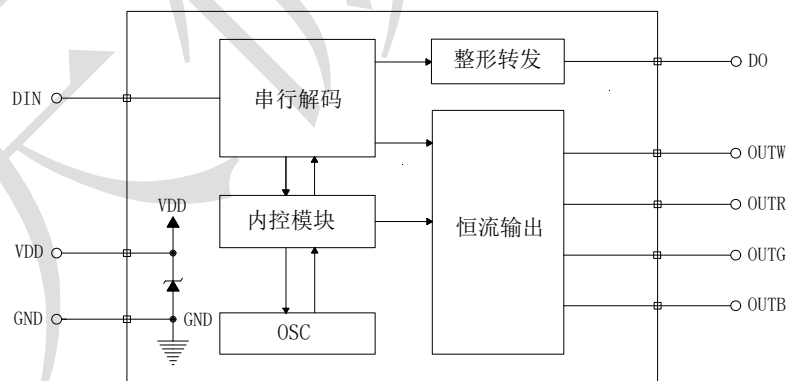 整形转发
DO
DIN
串行解码
OUTW
VDD
内控模块
OUTR
恒流输出
VDD
OUTG
OUTB
GND
GND
OSC